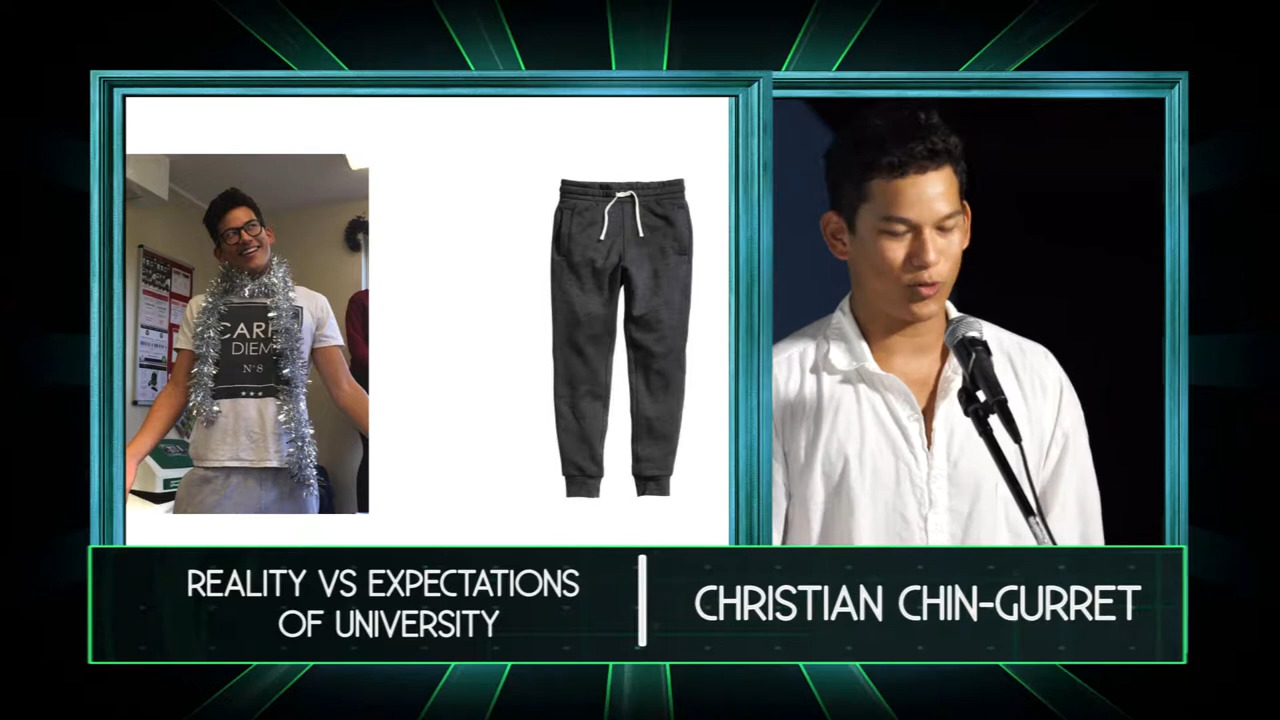 CARP
DIEM
N°8
REALITY VS EXPECTATIONS
OF UNIVERSITY
CHRISTIAN CHIN-GURRET